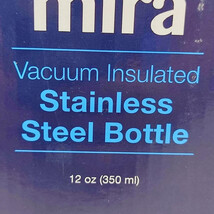 mira
Vacuum Insulated
Stainless
Steel Bottle
12 oz (350 ml)